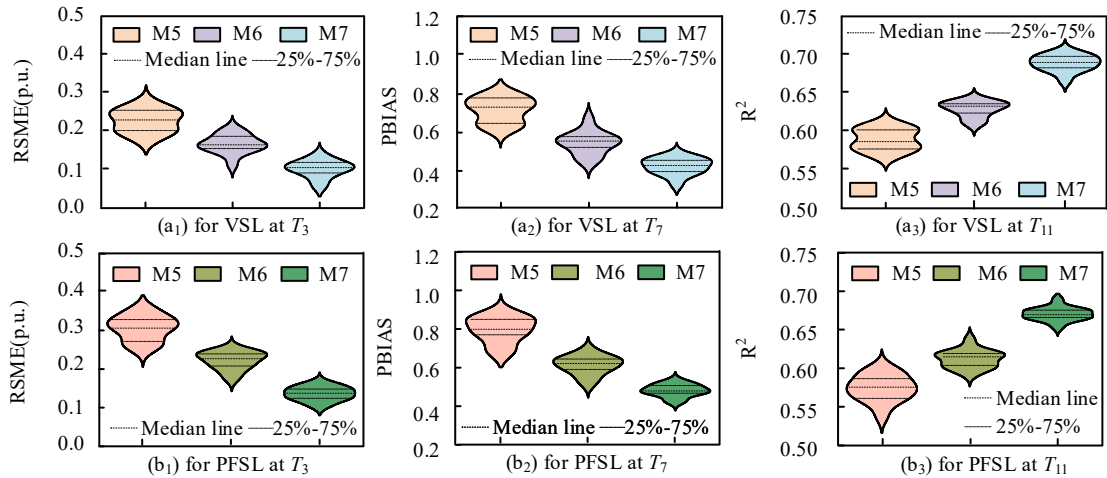 RSME(p.u.)
0.5
0.4
0.3
0.2
0.1
0.0
M5 M6 M7
Median line 25%-75%
(a1) for VSL at T3
PBIAS
1.2
1.0
0.8
0.6
0.4
0.2
M5 M6 M7
Median line 25%-75%
(a2) for VSL at T7
R2
0.75
0.70
0.67
0.60
0.55
0.50
Median line 25%-75%
M5 M6 M7
(a3) for VSL at T11
RSME(p.u.)
0.5
0.4
0.3
0.2
0.1
0.0
M5 M6 M7
Median line 25%-75%
(b1) for PFSL at T3
PBIAS
1.2
1.0
0.8
0.6
0.4
0.2
M5 M6 M7
Median line 25%-75%
(b2) for PFSL at T7
R2
0.75
0.70
0.67
0.60
0.55
0.50
M5 M6 M7
Median line
25%-75%
(b3) for PFSL at T11